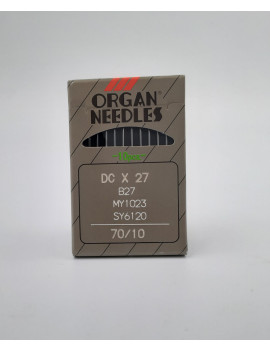 ORGAN®
NEEDLES
DC X 27
B27
MY1023
SY6120
70/10